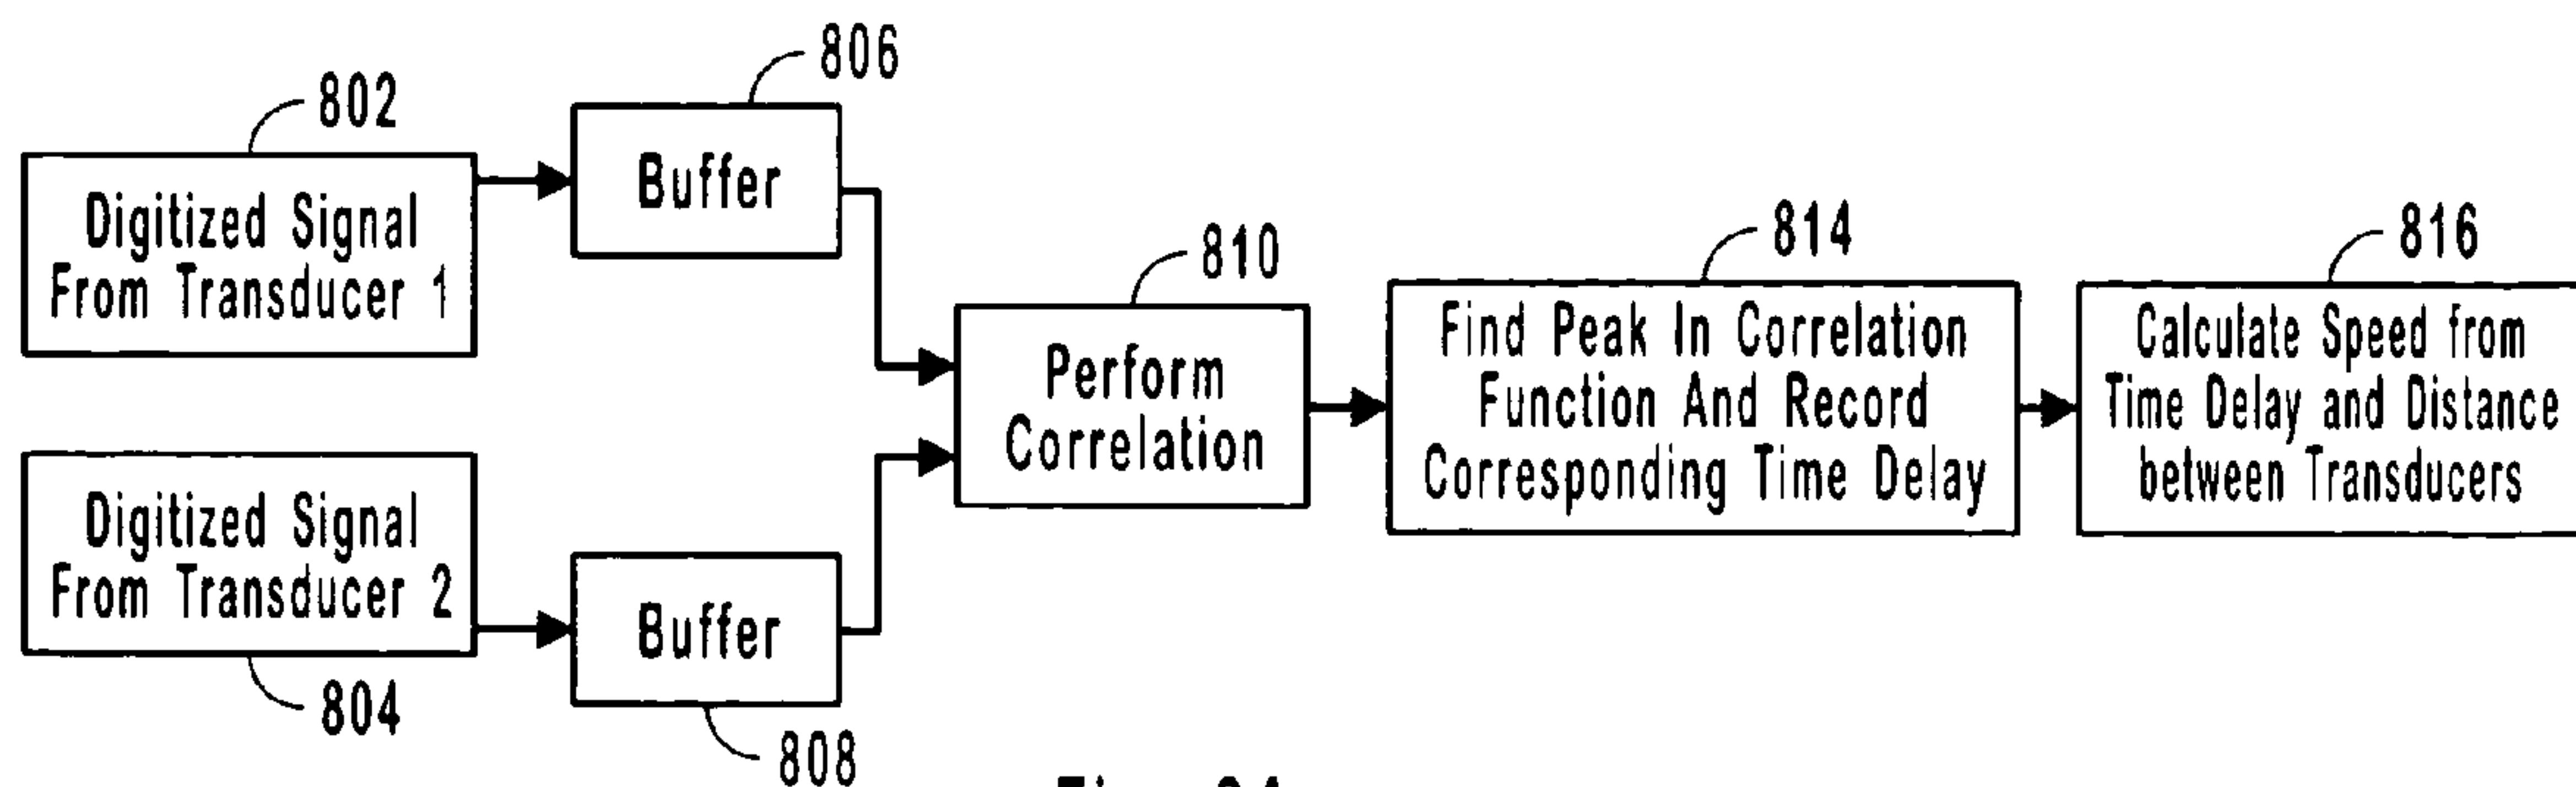 806
802
Buffer
Digitized Signal
From Transducer 1
810
814
816
Perform
Correlation
Find Peak In Correlation
Function And Record
Corresponding Time Delay
Calculate Speed from
Time Delay and Distance
between Transducers
Digitized Signal
From Transducer 2
804
Buffer
808